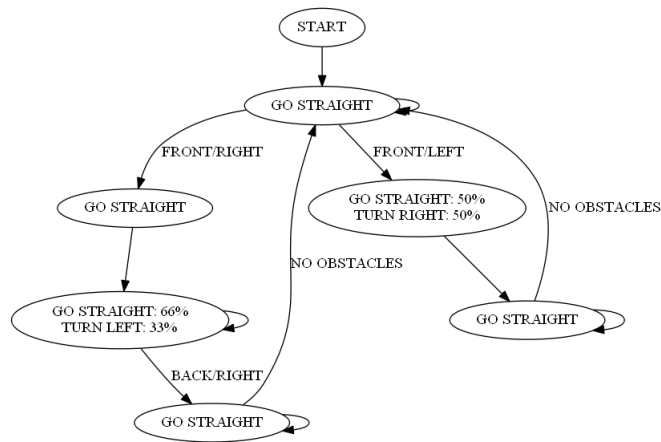 START
GO STRAIGHT
FRONT/RIGHT
FRONT/LEFT
GO STRAIGHT
GO STRAIGHT: 50%
TURN RIGHT: 50%
NO OBSTACLES
NO OBSTACLES
GO STRAIGHT: 66%
TURN LEFT: 33%
GO STRAIGHT
BACK/RIGHT
GO STRAIGHT